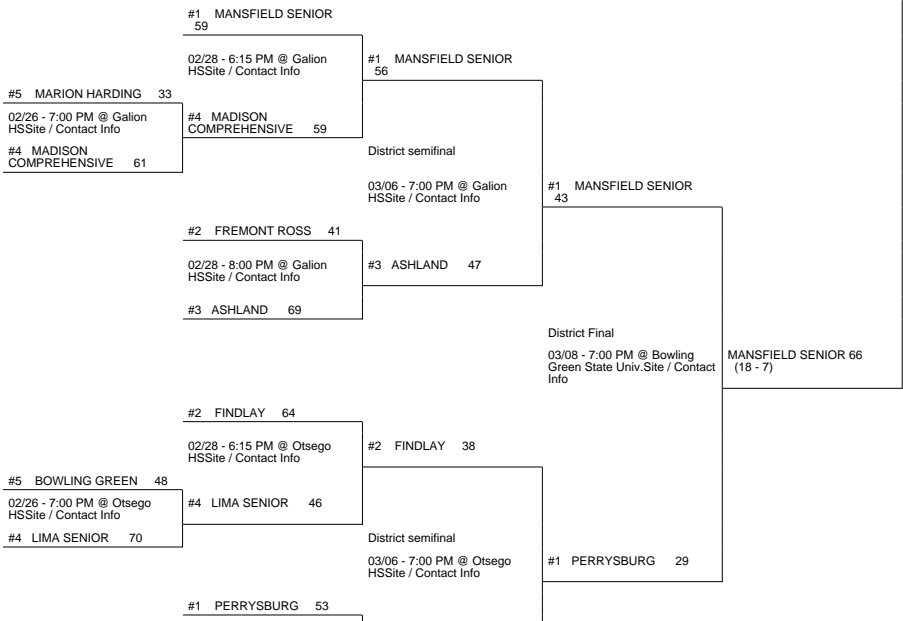 #1 MANSFIELD SENIOR
59
02/28 - 6:15 PM @ Galion
HSSite / Contact Info
#1 MANSFIELD SENIOR
56
#5 MARION HARDING 33
02/26 - 7:00 PM @ Galion
HSSite / Contact Info
#4 MADISON
COMPREHENSIVE 59
#4 MADISON
COMPREHENSIVE 61
District semifinal
03/06 - 7:00 PM @ Galion
HSSite / Contact Info
#1 MANSFIELD SENIOR
43
#2 FREMONT ROSS 41
02/28 - 8:00 PM @ Galion
HSSite / Contact Info
#3 ASHLAND 47
#3 ASHLAND 69
District Final
03/08 - 7:00 PM @ Bowling
Green State Univ.Site / Contact
Info
MANSFIELD SENIOR 66
(18 - 7)
#2 FINDLAY 64
02/28 - 6:15 PM @ Otsego
HSSite / Contact Info
#2 FINDLAY 38
#5 BOWLING GREEN 48
02/26 - 7:00 PM @ Otsego
HSSite / Contact Info
#4 LIMA SENIOR 46
#4 LIMA SENIOR 70
District semifinal
03/06 - 7:00 PM @ Otsego
HSSite / Contact Info
#1 PERRYSBURG 29
#1 PERRYSBURG 53